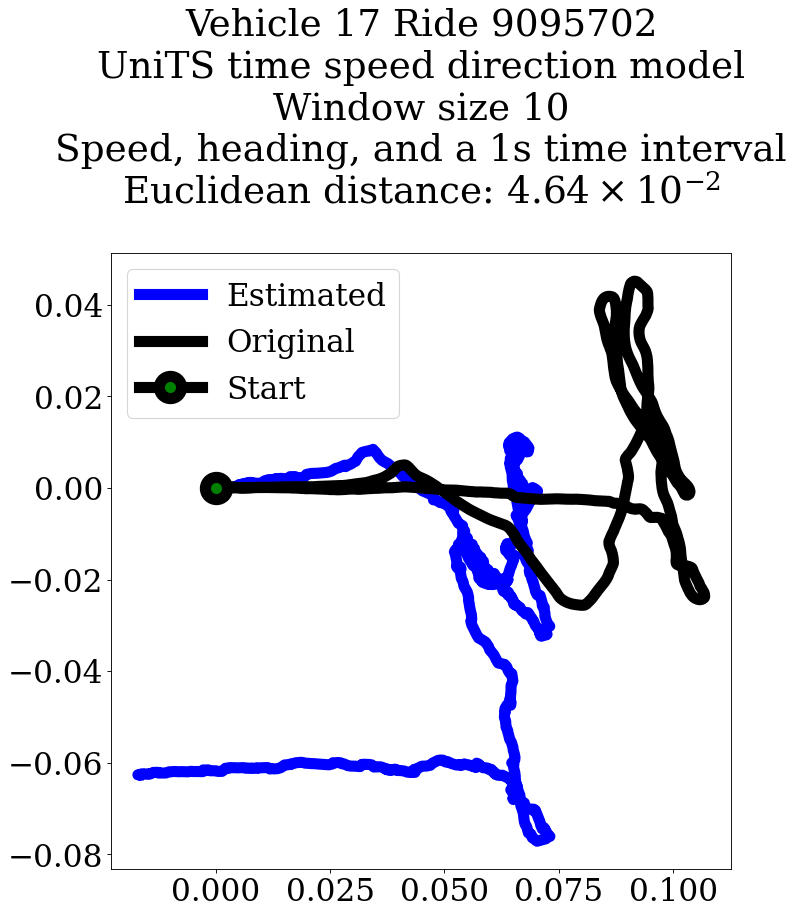 Vehicle 17 Ride 9095702
UniTS time speed direction model
Window size 10
Speed, heading, and a 1s time interval
Euclidean distance: 4.64 × 10⁻²
Estimated
Original
Start
0.04
0.02
0.00
−0.02
−0.04
−0.06
−0.08
0.000 0.025 0.050 0.075 0.100